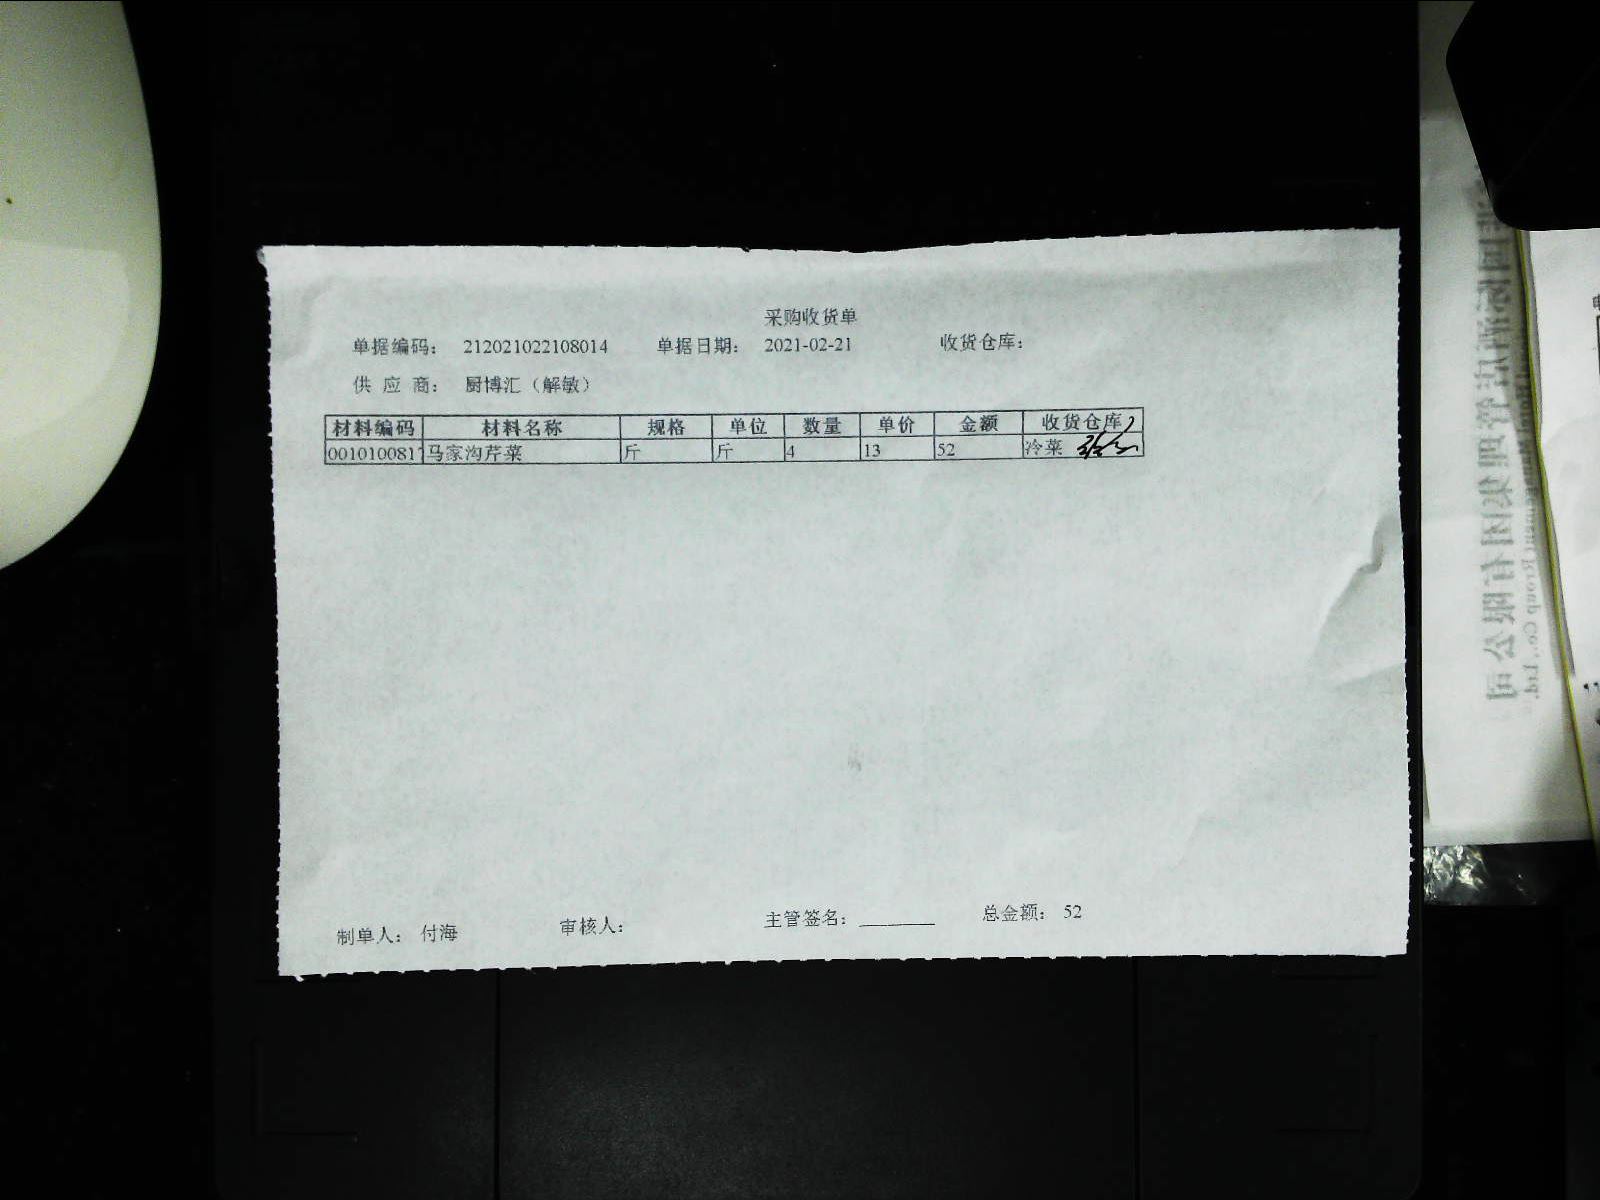 采购收货单
单据编码： 212021022108014 单据日期： 2021-02-21 收货仓库：
供 应 商： 厨博汇（解敏）
材料编码 材料名称 规格 单位 数量 单价 金额 收货仓库
0010100817 马家沟芹菜 斤 斤 4 13 52 冷菜
制单人： 付海 审核人： 主管签名： 总金额： 52